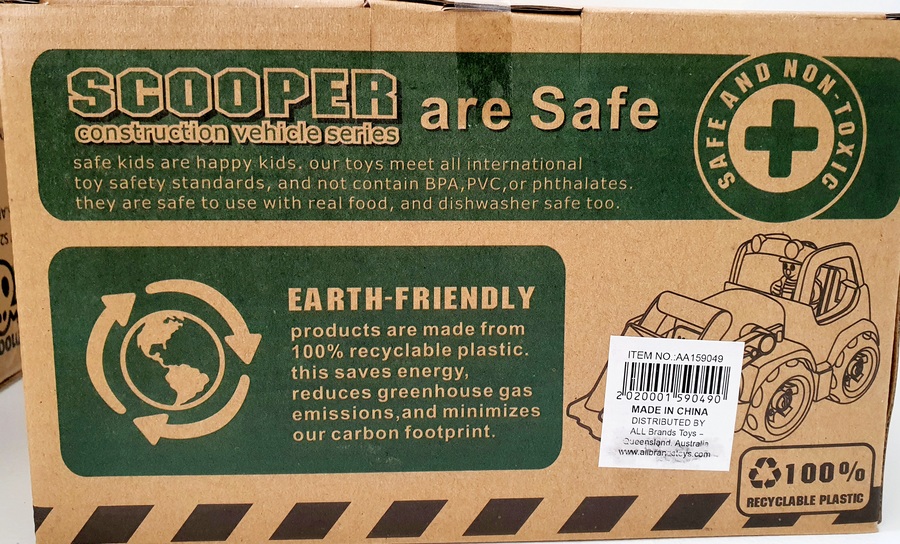 SCOOPER
construction vehicle series
are Safe
safe kids are happy kids. our toys meet all international
toy safety standards, and not contain BPA,PVC,or phthalates.
they are safe to use with real food, and dishwasher safe too.
SAFE AND NON-TOXIC
EARTH-FRIENDLY
products are made from
100% recyclable plastic.
this saves energy,
reduces greenhouse gas
emissions,and minimizes
our carbon footprint.
ITEM NO.:AA159049
2020001590490
MADE IN CHINA
DISTRIBUTED BY
ALL Brands Toys -
Queensland, Australia
www.allbrandstoys.com
100%
RECYCLABLE PLASTIC